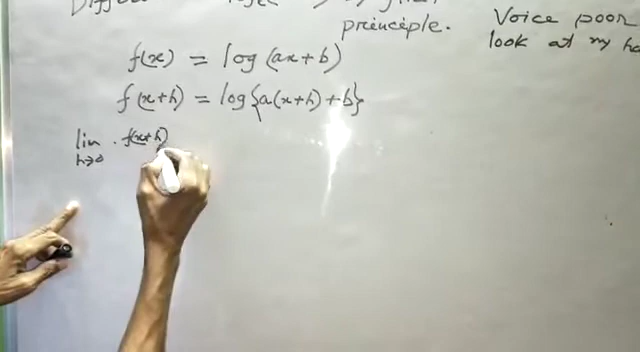 principle.
Voice poor
look at my
f(x) = log(ax+b)
f(x+h) = log{a(x+h)+b}
lim f(x+h)
h→0